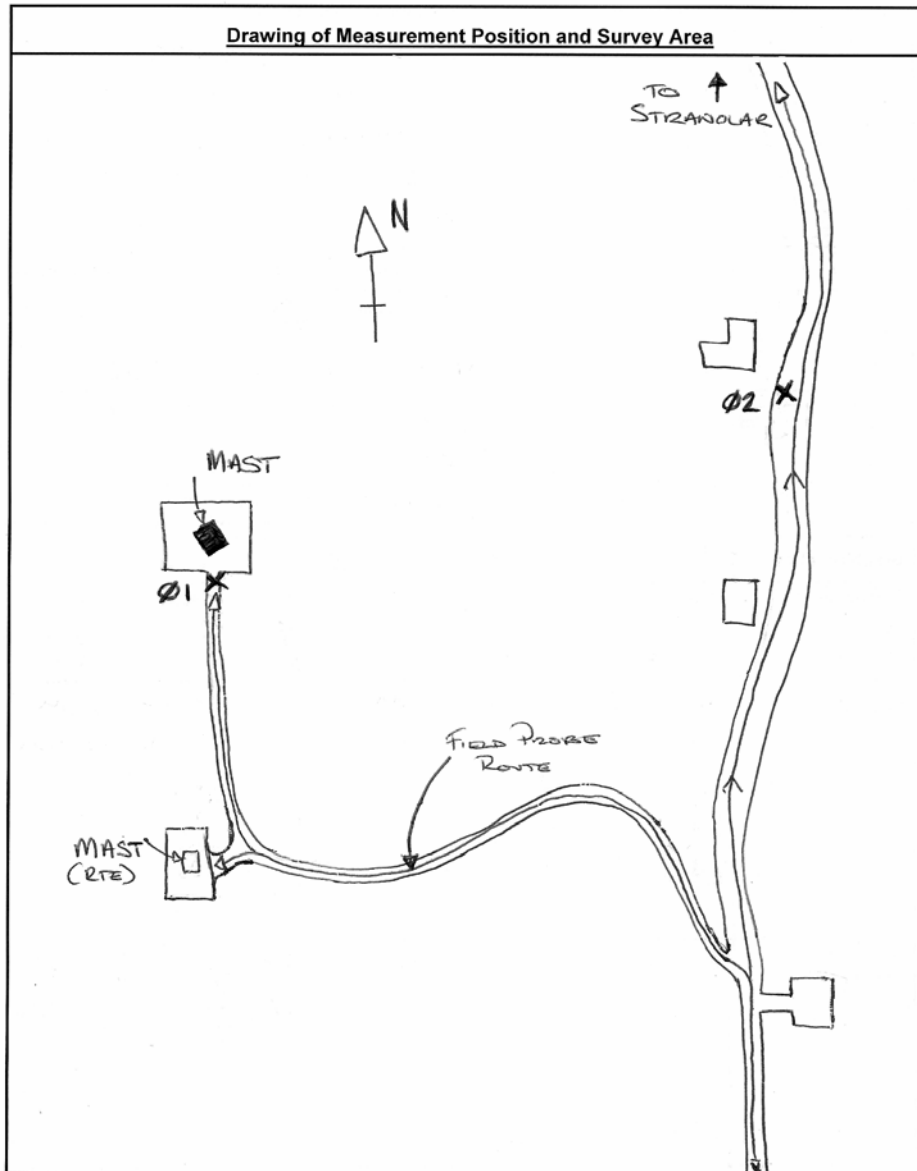 Drawing of Measurement Position and Survey Area
TO
STRANOLAR
N
Ø2
MAST
Ø1
FIELD PROBE
ROUTE
MAST
(RTE)